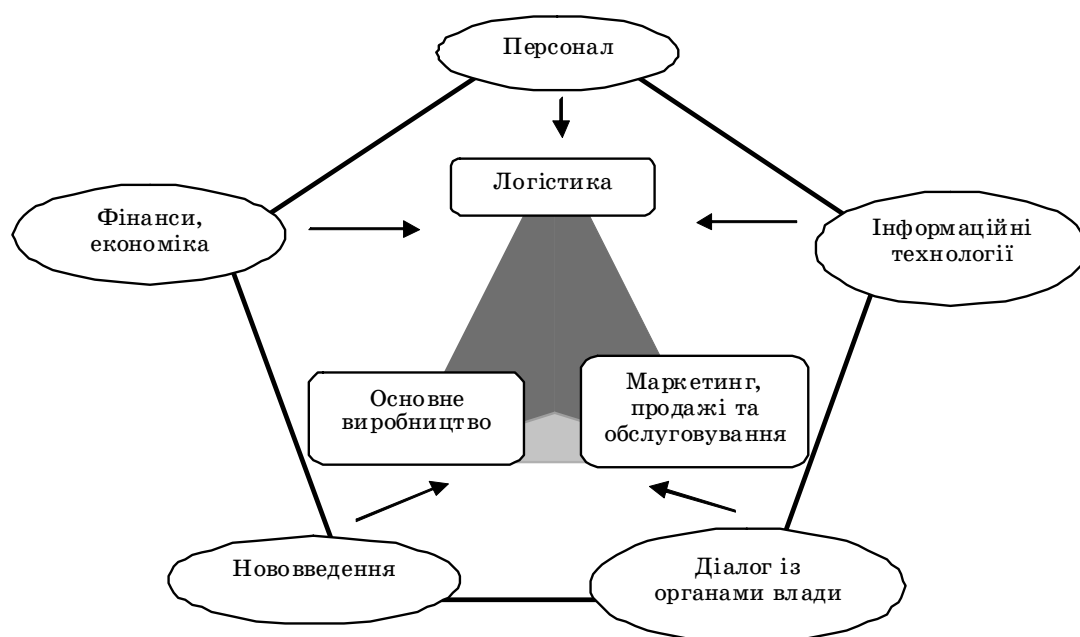 Персонал
Логістика
Фінанси,
економіка
Інформаційні
технології
Основне
виробництво
Маркетинг,
продажі та
обслуговування
Нововведення
Діалог із
органами влади